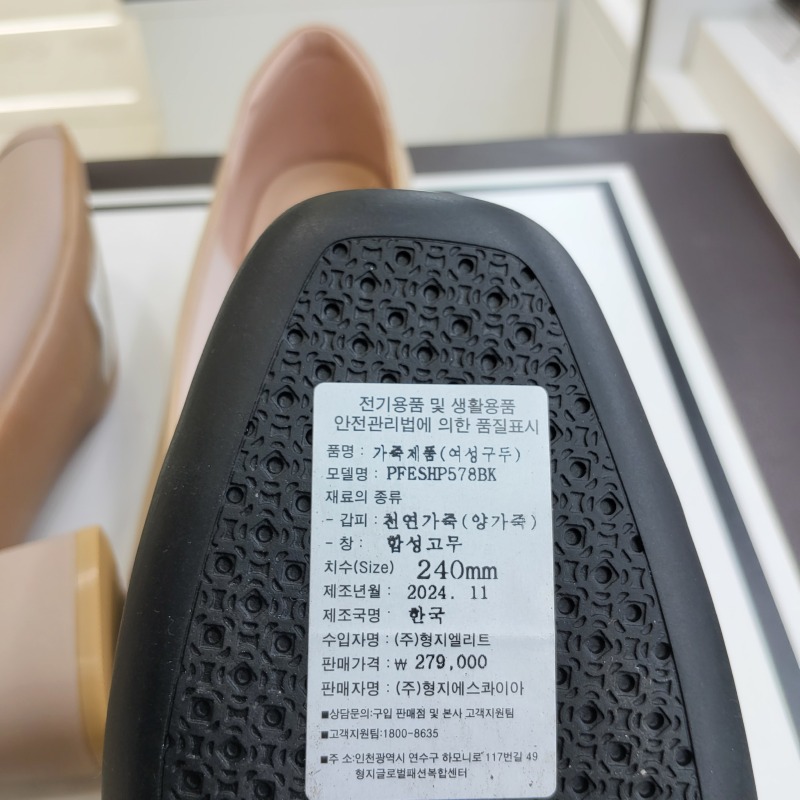 전기용품 및 생활용품
안전관리법에 의한 품질표시
품명 : 가죽제품(여성구두)
모델명 : PFESHP578BK
재료의 종류
- 갑피 : 천연가죽(양가죽)
- 창 : 합성고무
치수(Size) 240mm
제조년월 : 2024. 11
제조국명 : 한국
수입자명 : (주)형지엘리트
판매가격 : ₩ 279,000
판매자명 : (주)형지에스콰이아
■상담문의:구입 판매점 및 본사 고객지원팀
■고객지원팀:1800-8635
■주 소:인천광역시 연수구 하모니로 117번길 49
형지글로벌패션복합센터